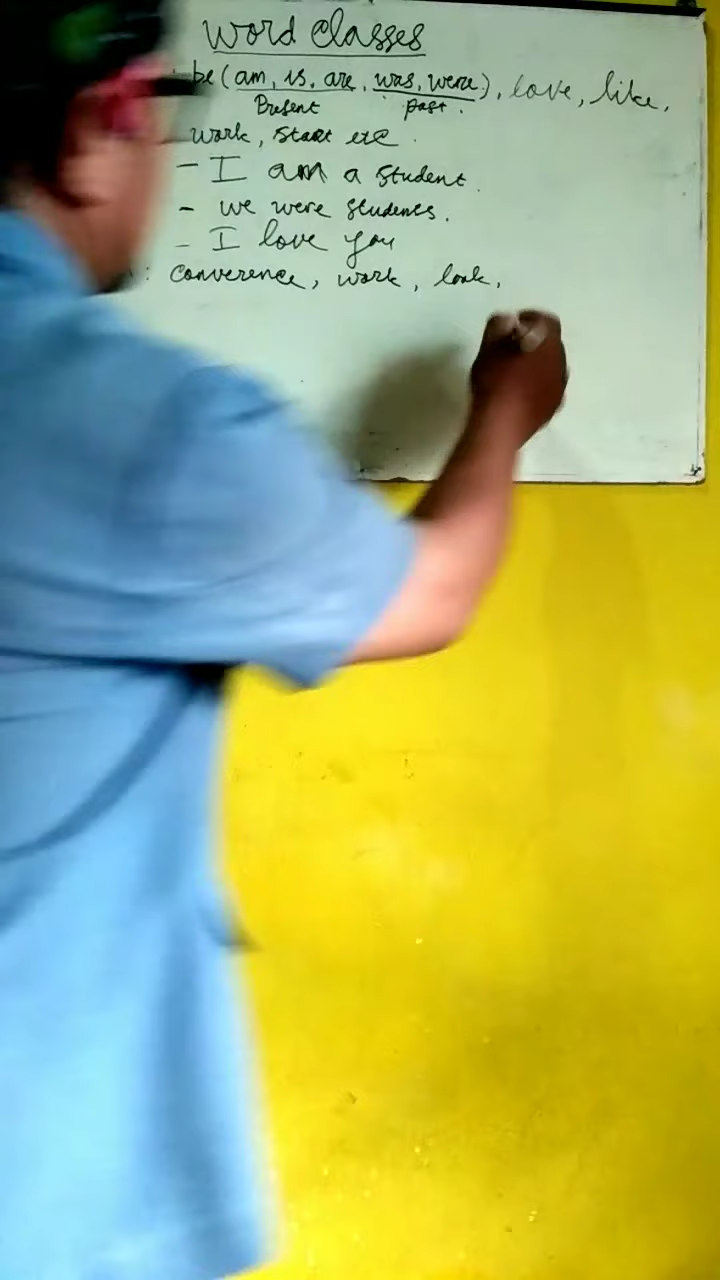 Word Classes
be (am, is, are, was, were), love, like,
Present past.
work, start etc.
- I am a student.
- we were students.
- I love you
: converence, work, look,